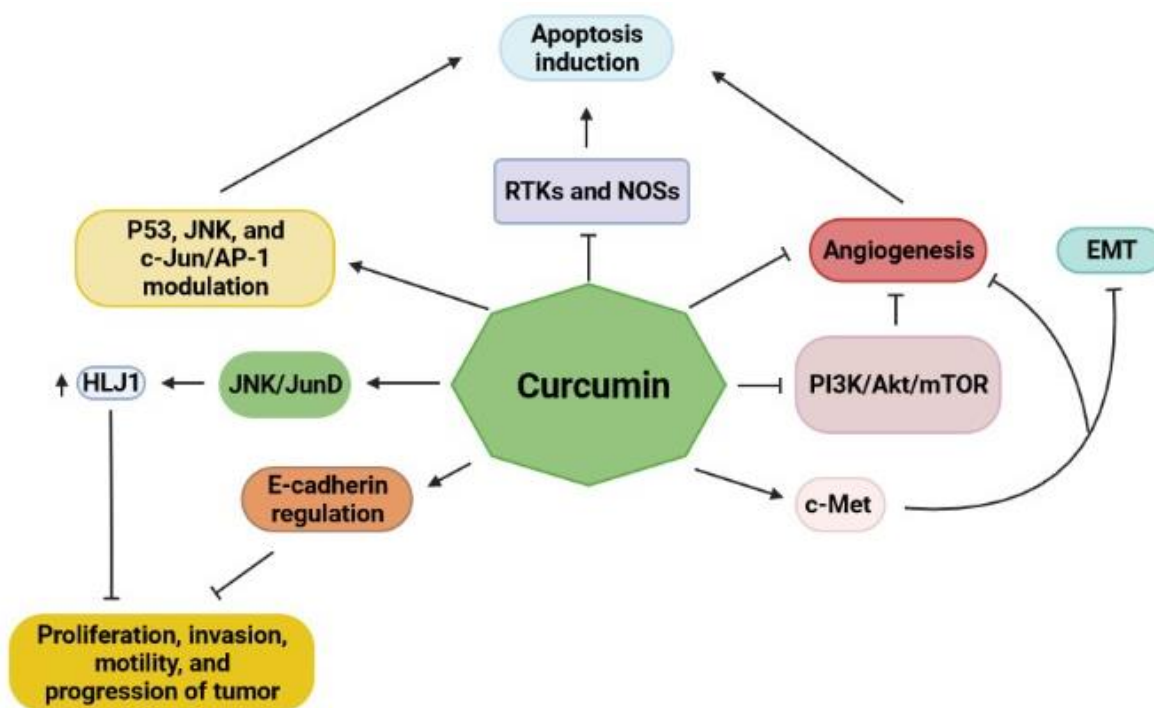 Apoptosis
induction
RTKs and NOSs
P53, JNK, and
c-Jun/AP-1
modulation
Angiogenesis
EMT
HLJ1
JNK/JunD
Curcumin
PI3K/Akt/mTOR
E-cadherin
regulation
c-Met
Proliferation, invasion,
motility, and
progression of tumor